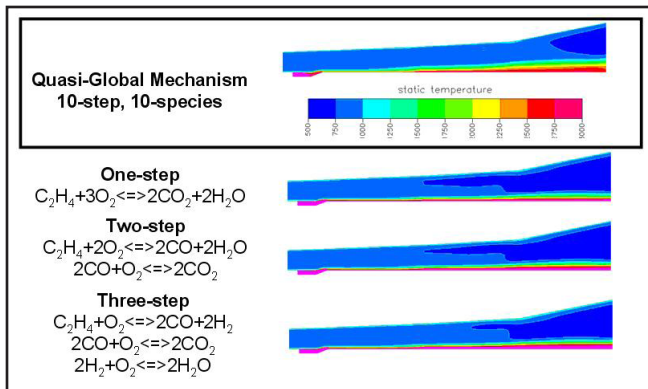 Quasi-Global Mechanism
10-step, 10-species
static temperature
500 750 1000 1250 1500 1750 2000 2250 2500 2750 3000
One-step
C₂H₄+3O₂<=>2CO₂+2H₂O
Two-step
C₂H₄+2O₂<=>2CO+2H₂O
2CO+O₂<=>2CO₂
Three-step
C₂H₄+O₂<=>2CO+2H₂
2CO+O₂<=>2CO₂
2H₂+O₂<=>2H₂O